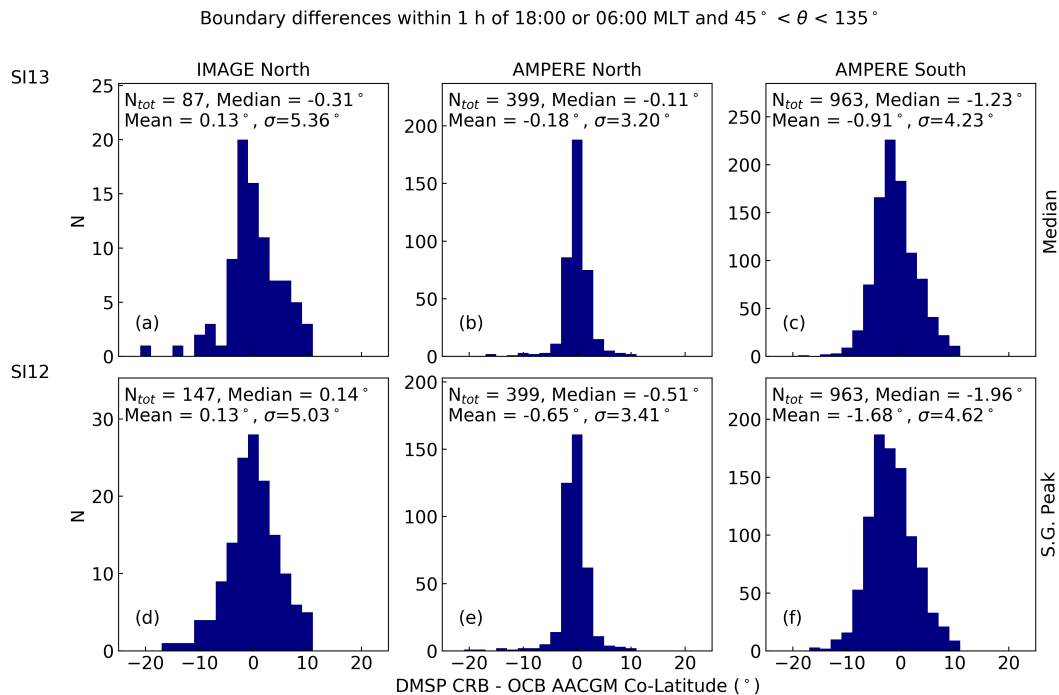 Boundary differences within 1 h of 18:00 or 06:00 MLT and 45° < θ < 135°
SI13
IMAGE North
AMPERE North
AMPERE South
N_tot = 87, Median = -0.31°
Mean = 0.13°, σ=5.36°
N_tot = 399, Median = -0.11°
Mean = -0.18°, σ=3.20°
N_tot = 963, Median = -1.23°
Mean = -0.91°, σ=4.23°
25
20
15
10
5
0
N
(a)
200
150
100
50
0
(b)
250
200
150
100
50
0
(c)
Median
SI12
N_tot = 147, Median = 0.14°
Mean = 0.13°, σ=5.03°
N_tot = 399, Median = -0.51°
Mean = -0.65°, σ=3.41°
N_tot = 963, Median = -1.96°
Mean = -1.68°, σ=4.62°
30
20
10
0
N
(d)
−20 −10 0 10 20
200
150
100
50
0
(e)
−20 −10 0 10 20
200
150
100
50
0
(f)
−20 −10 0 10 20
S.G. Peak
DMSP CRB - OCB AACGM Co-Latitude (°)